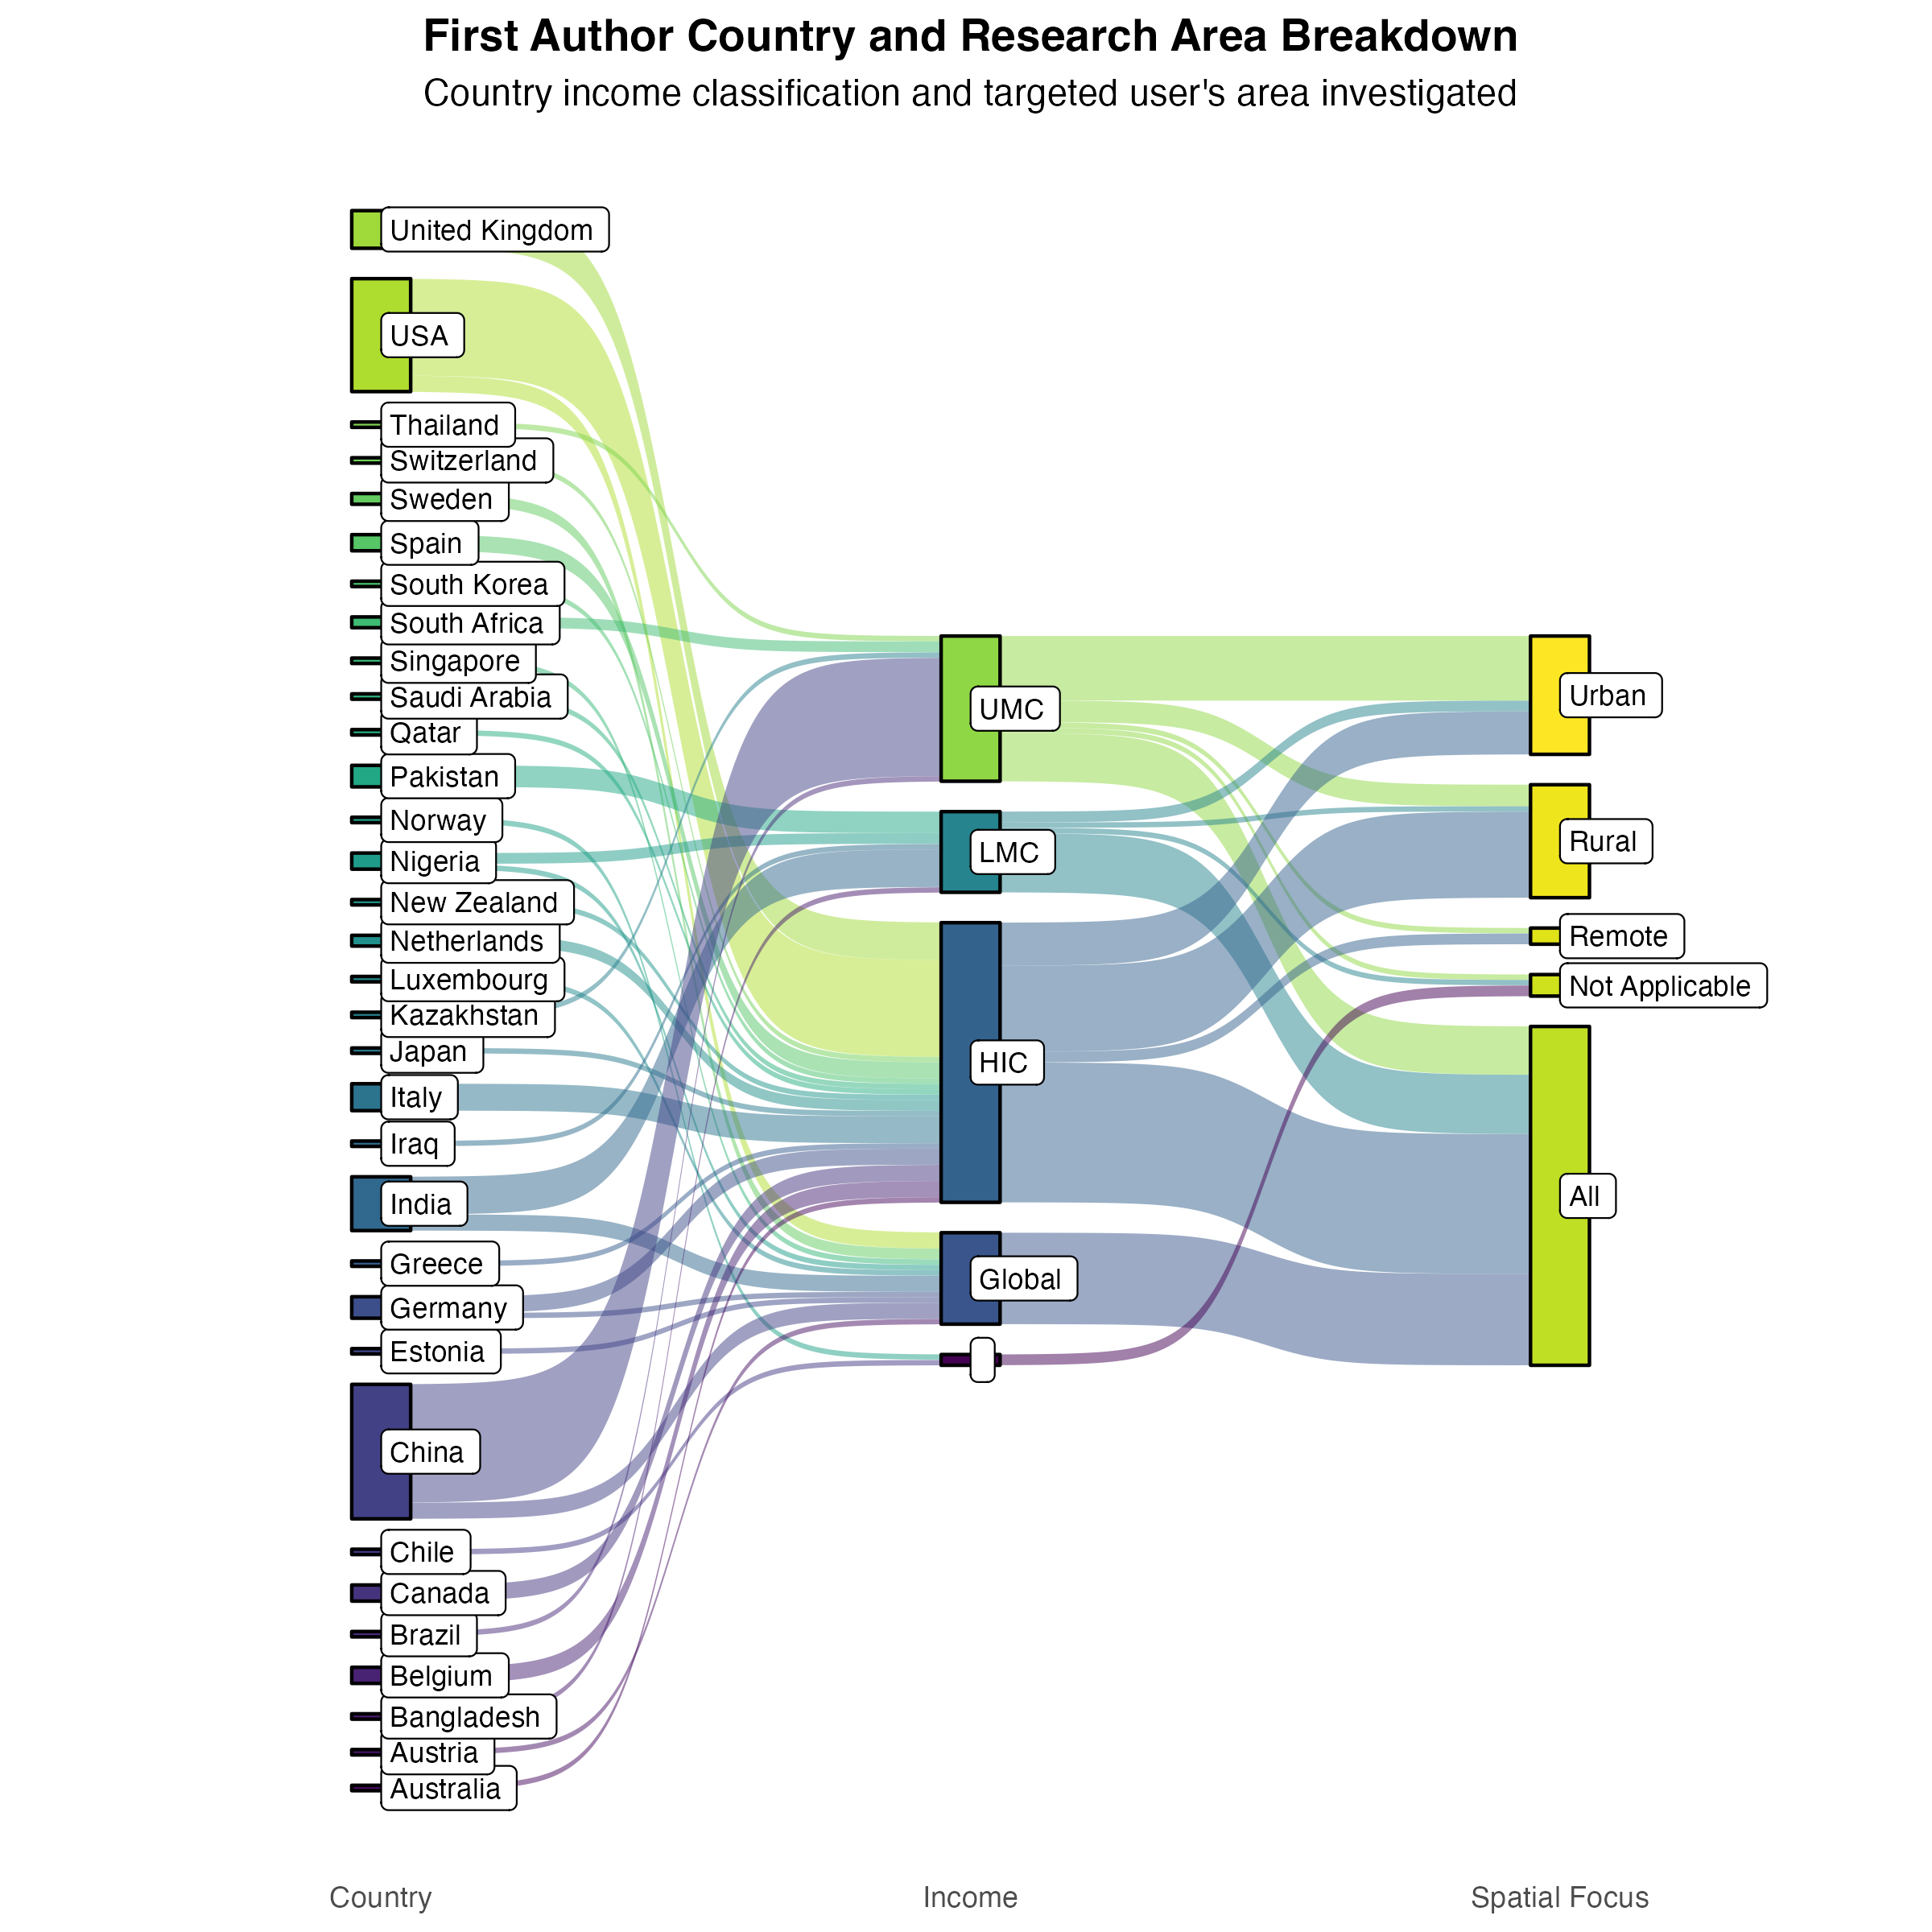 First Author Country and Research Area Breakdown
Country income classification and targeted user's area investigated
United Kingdom
USA
Thailand
Switzerland
Sweden
Spain
South Korea
South Africa
Singapore
Saudi Arabia
Qatar
Pakistan
Norway
Nigeria
New Zealand
Netherlands
Luxembourg
Kazakhstan
Japan
Italy
Iraq
India
Greece
Germany
Estonia
China
Chile
Canada
Brazil
Belgium
Bangladesh
Austria
Australia
UMC
LMC
HIC
Global
Urban
Rural
Remote
Not Applicable
All
Country
Income
Spatial Focus